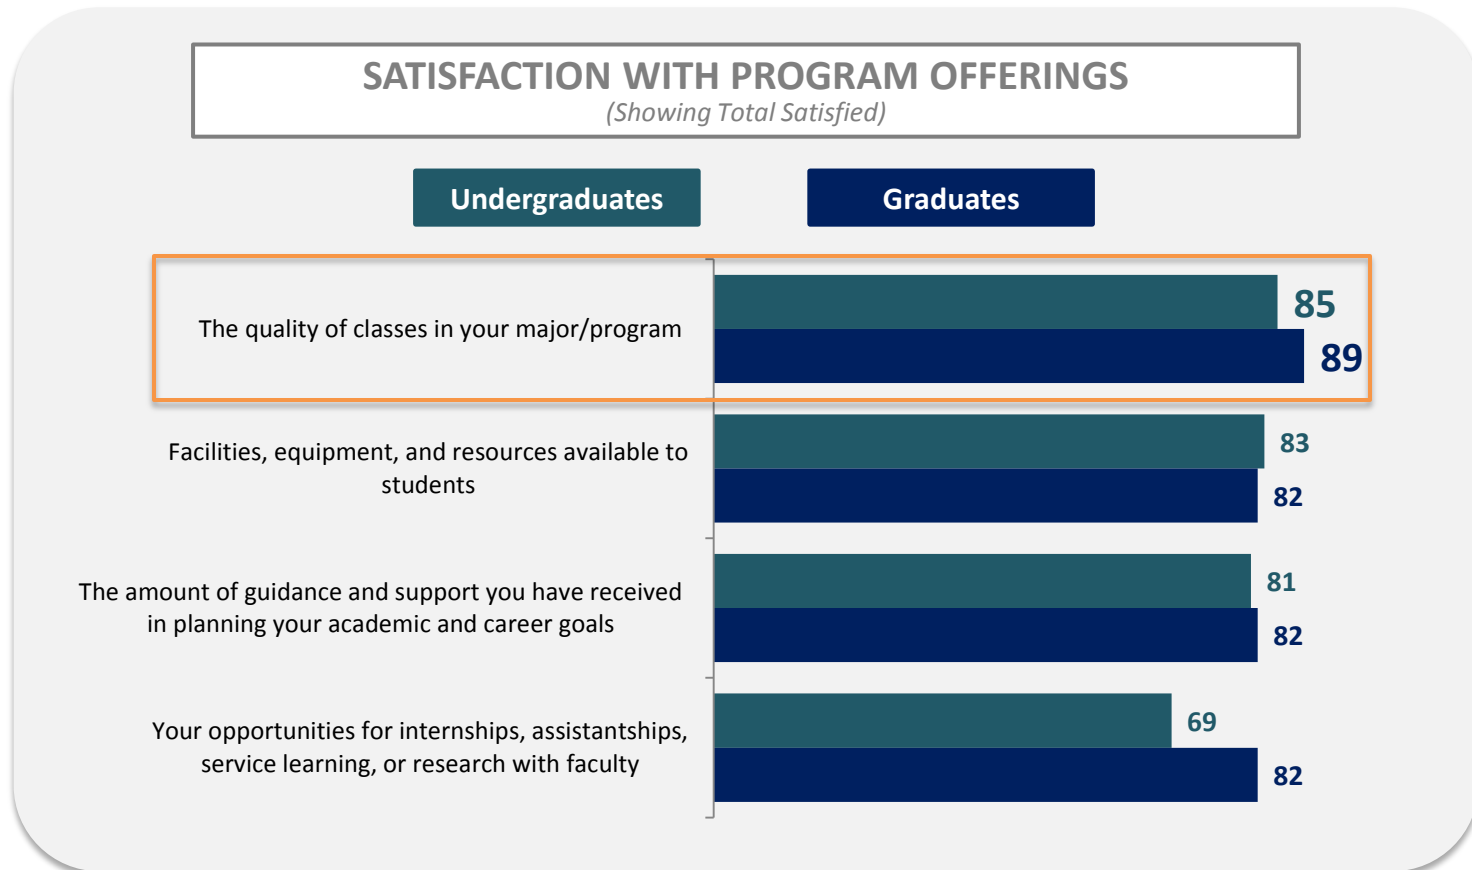 SATISFACTION WITH PROGRAM OFFERINGS
(Showing Total Satisfied)
Undergraduates
Graduates
The quality of classes in your major/program
85
89
Facilities, equipment, and resources available to
students
83
82
The amount of guidance and support you have received
in planning your academic and career goals
81
82
Your opportunities for internships, assistantships,
service learning, or research with faculty
69
82